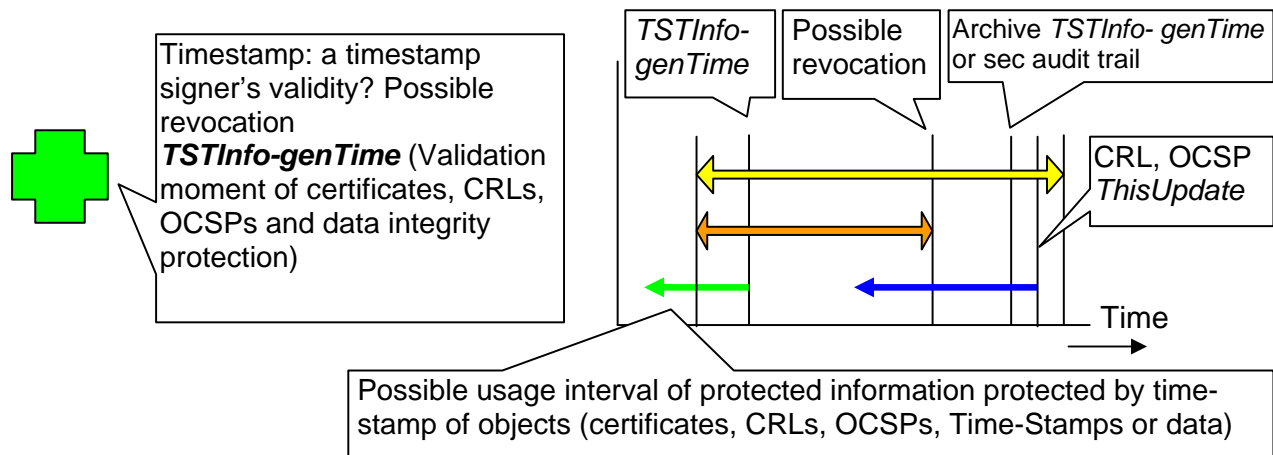 Timestamp: a timestamp
signer’s validity? Possible
revocation
TSTInfo-genTime (Validation
moment of certificates, CRLs,
OCSPs and data integrity
protection)
TSTInfo-
genTime
Possible
revocation
Archive TSTInfo- genTime
or sec audit trail
CRL, OCSP
ThisUpdate
Time
Possible usage interval of protected information protected by time-
stamp of objects (certificates, CRLs, OCSPs, Time-Stamps or data)